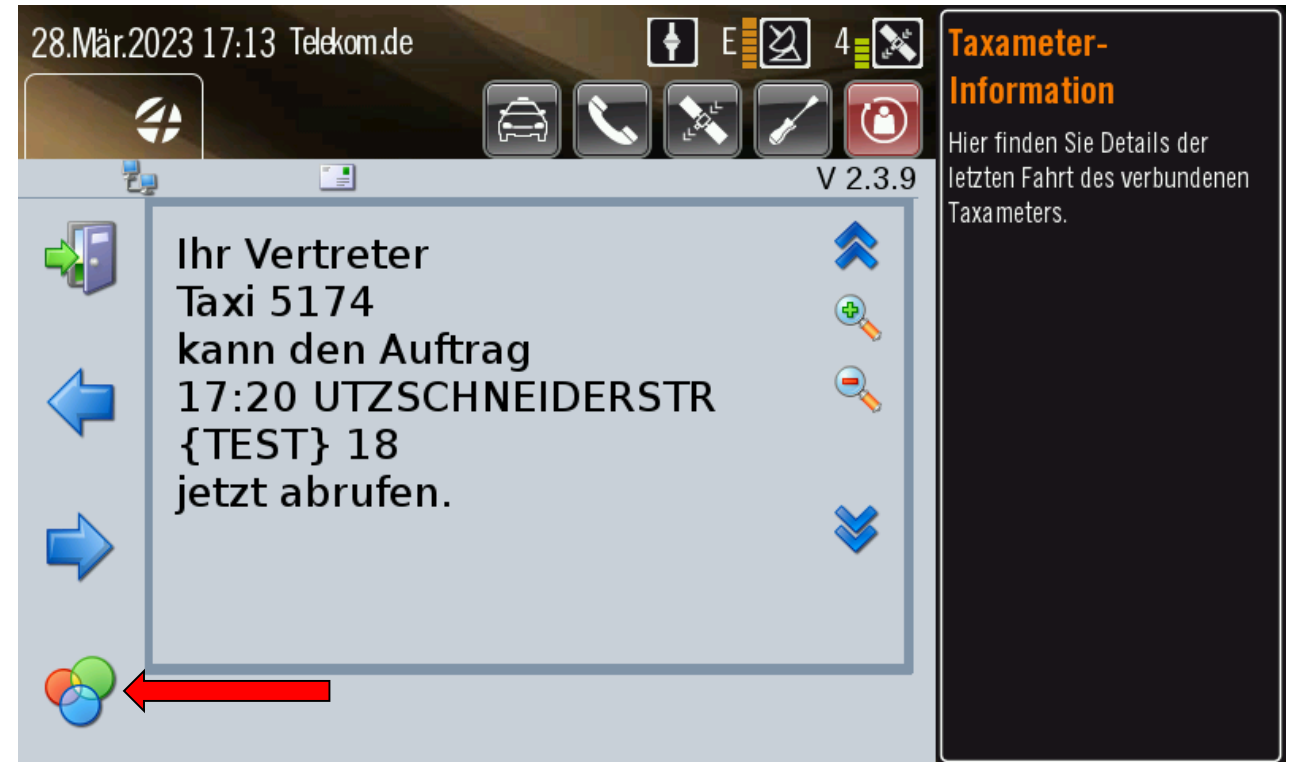 28.Mär.2023 17:13 Telekom.de
E
4
V 2.3.9
Ihr Vertreter
Taxi 5174
kann den Auftrag
17:20 UTZSCHNEIDERSTR
{TEST} 18
jetzt abrufen.
Taxameter-
Information
Hier finden Sie Details der
letzten Fahrt des verbundenen
Taxameters.